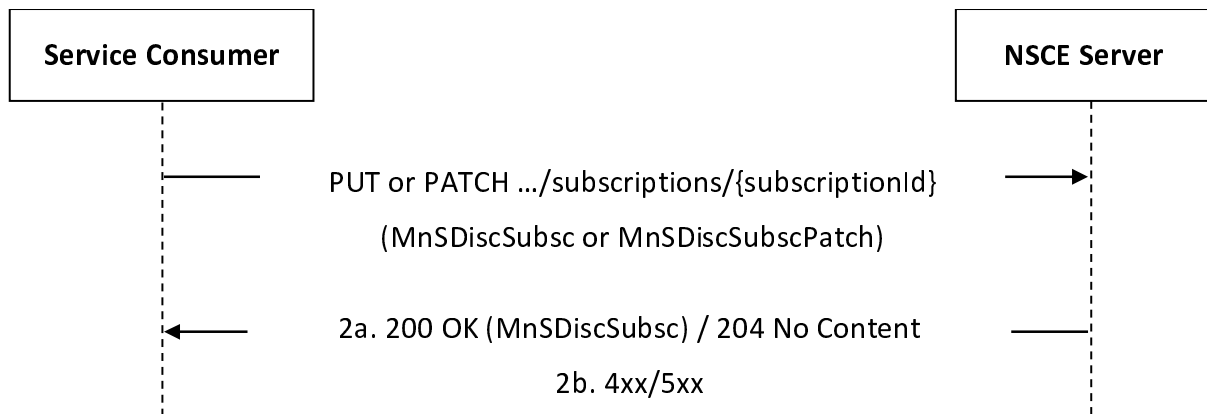 Service Consumer
NSCE Server
PUT or PATCH …/subscriptions/{subscriptionId}
(MnSDiscSubsc or MnSDiscSubscPatch)
2a. 200 OK (MnSDiscSubsc) / 204 No Content
2b. 4xx/5xx